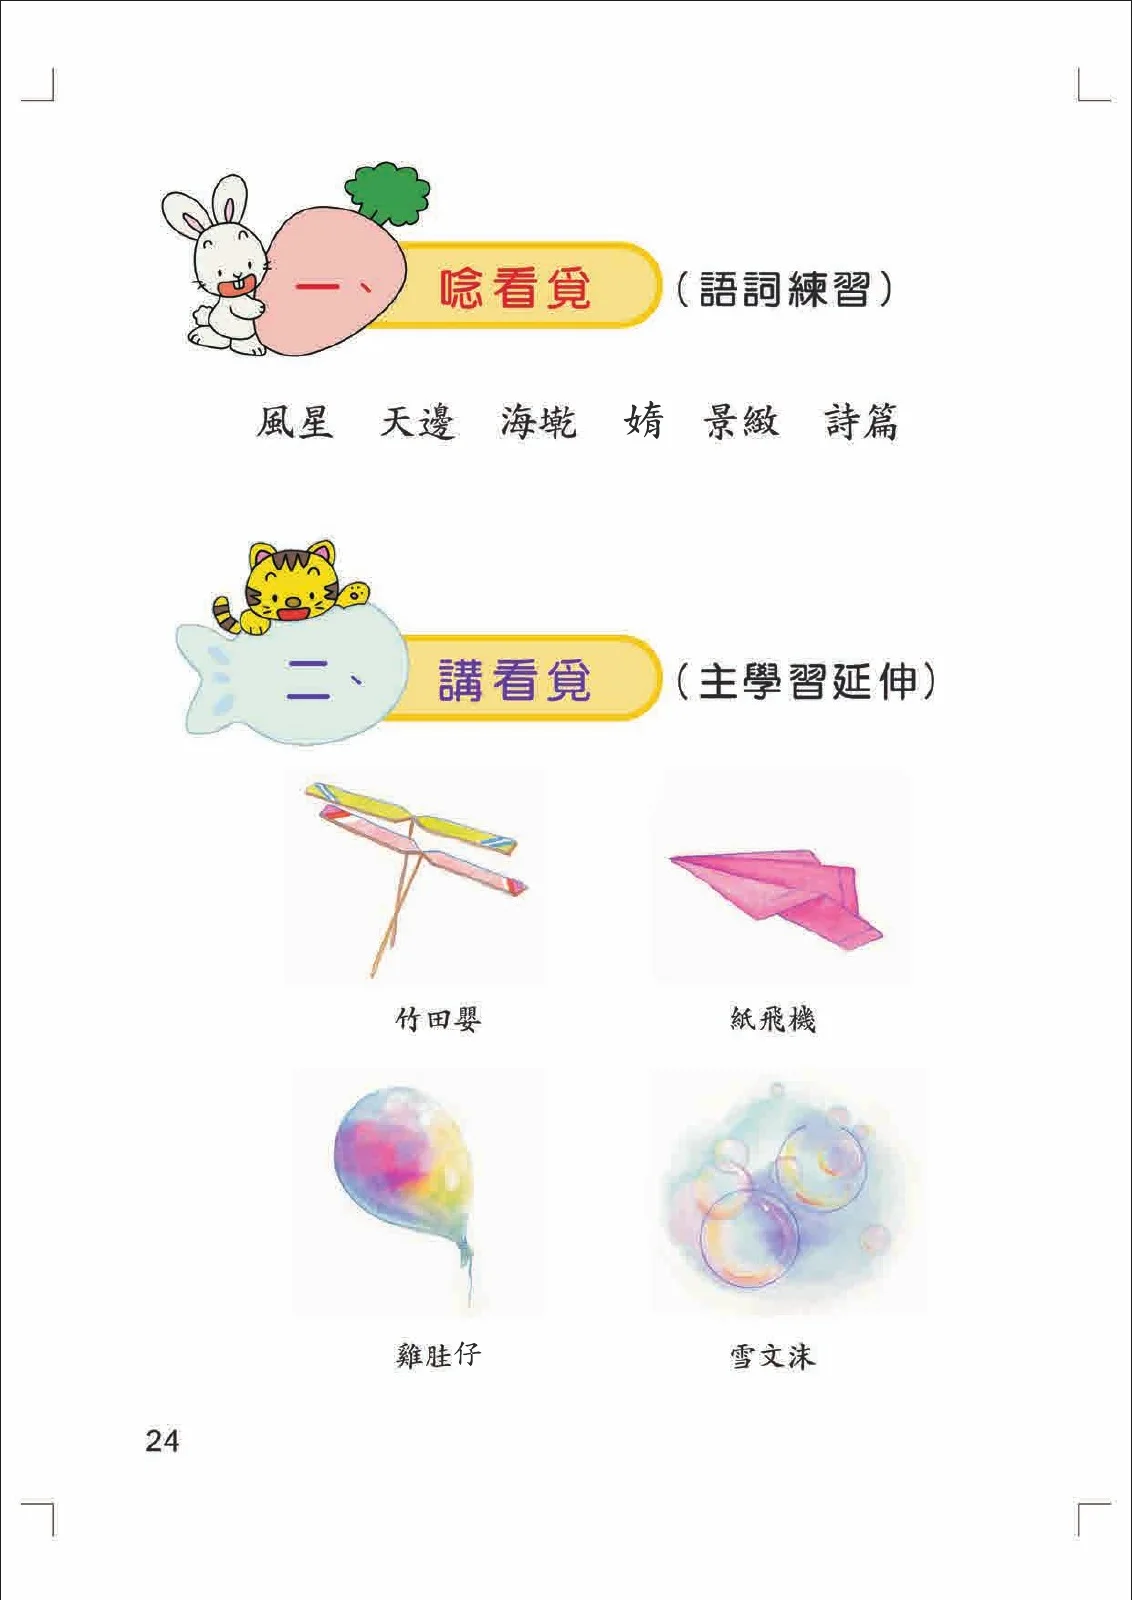 一、唸看覓（語詞練習）
風星　天邊　海墘　媠　景緻　詩篇
二、講看覓（主學習延伸）
竹田嬰　紙飛機
雞胿仔　雪文沫
24